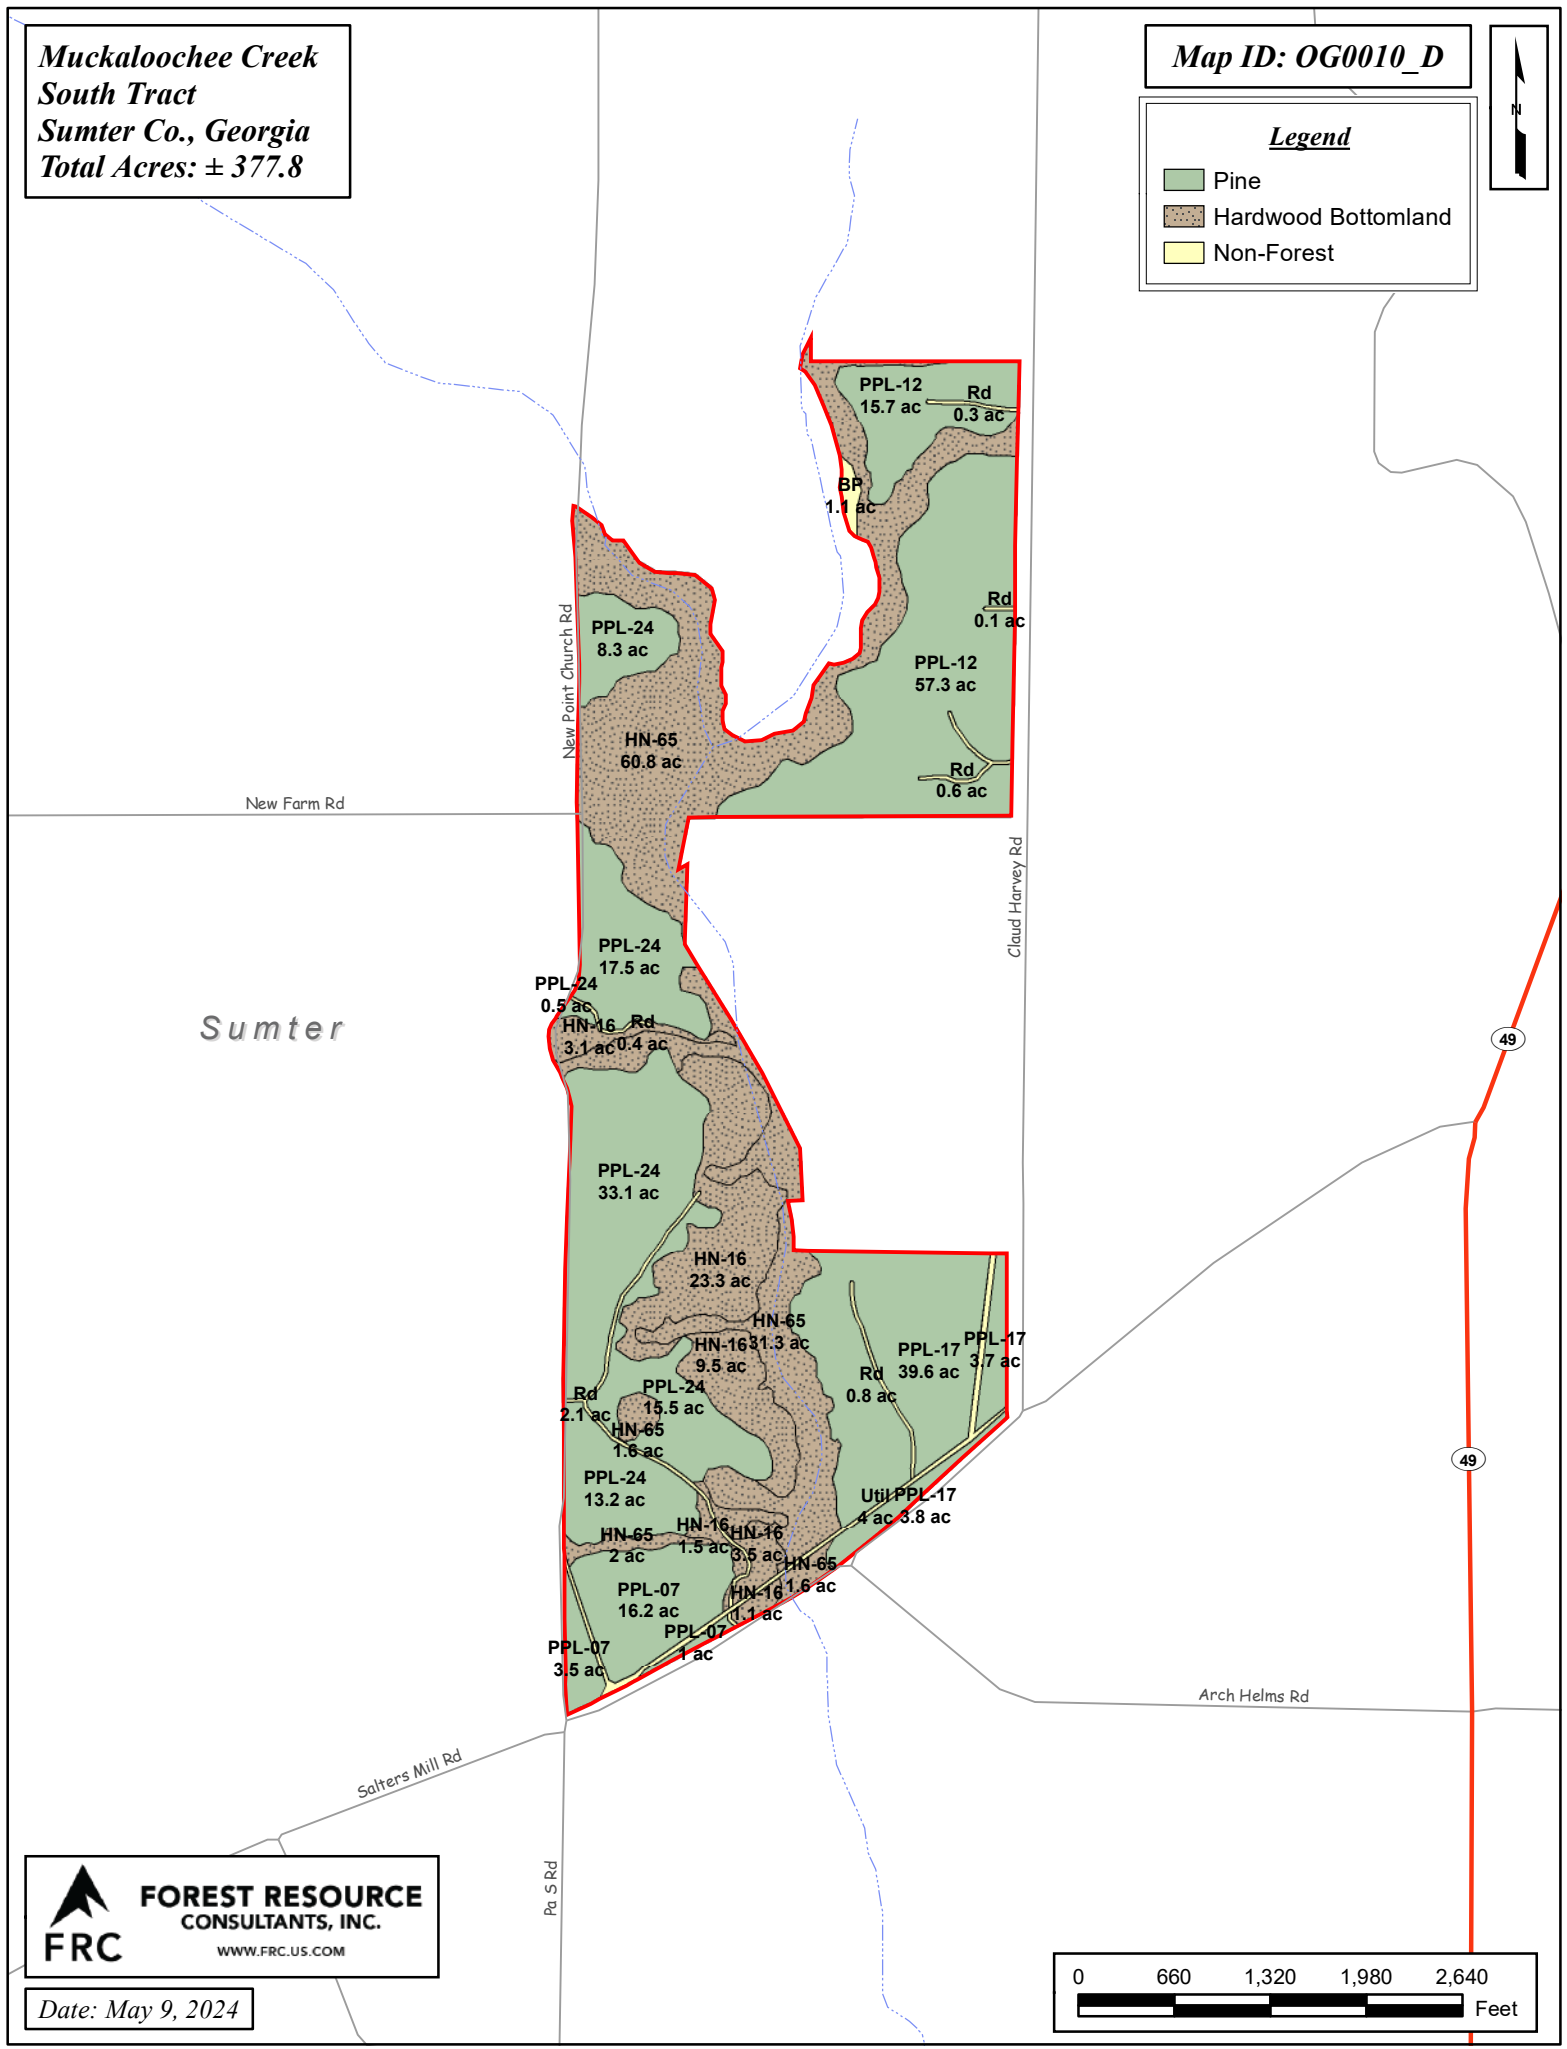 Muckaloochee Creek
South Tract
Sumter Co., Georgia
Total Acres: ± 377.8
Map ID: OG0010_D
N
Legend
Pine
Hardwood Bottomland
Non-Forest
PPL-12
15.7 ac
Rd
0.3 ac
BP
1.1 ac
Rd
0.1 ac
PPL-24
8.3 ac
New Point Church Rd
PPL-12
57.3 ac
HN-65
60.8 ac
Rd
0.6 ac
New Farm Rd
Claud Harvey Rd
PPL-24
17.5 ac
PPL-24
0.5 ac
HN-16
3.1 ac
Rd
0.4 ac
Sumter
49
PPL-24
33.1 ac
HN-16
23.3 ac
HN-65
31.3 ac
HN-16
9.5 ac
PPL-17
39.6 ac
PPL-17
3.7 ac
Rd
0.8 ac
PPL-24
15.5 ac
Rd
2.1 ac
HN-65
1.6 ac
49
PPL-24
13.2 ac
Util
4 ac
PPL-17
3.8 ac
HN-65
2 ac
HN-16
1.5 ac
HN-16
3.5 ac
HN-65
1.6 ac
PPL-07
16.2 ac
HN-16
1.1 ac
PPL-07
1 ac
PPL-07
3.5 ac
Arch Helms Rd
Salters Mill Rd
Pa S Rd
FRC
FOREST RESOURCE
CONSULTANTS, INC.
WWW.FRC.US.COM
Date: May 9, 2024
0 660 1,320 1,980 2,640
Feet